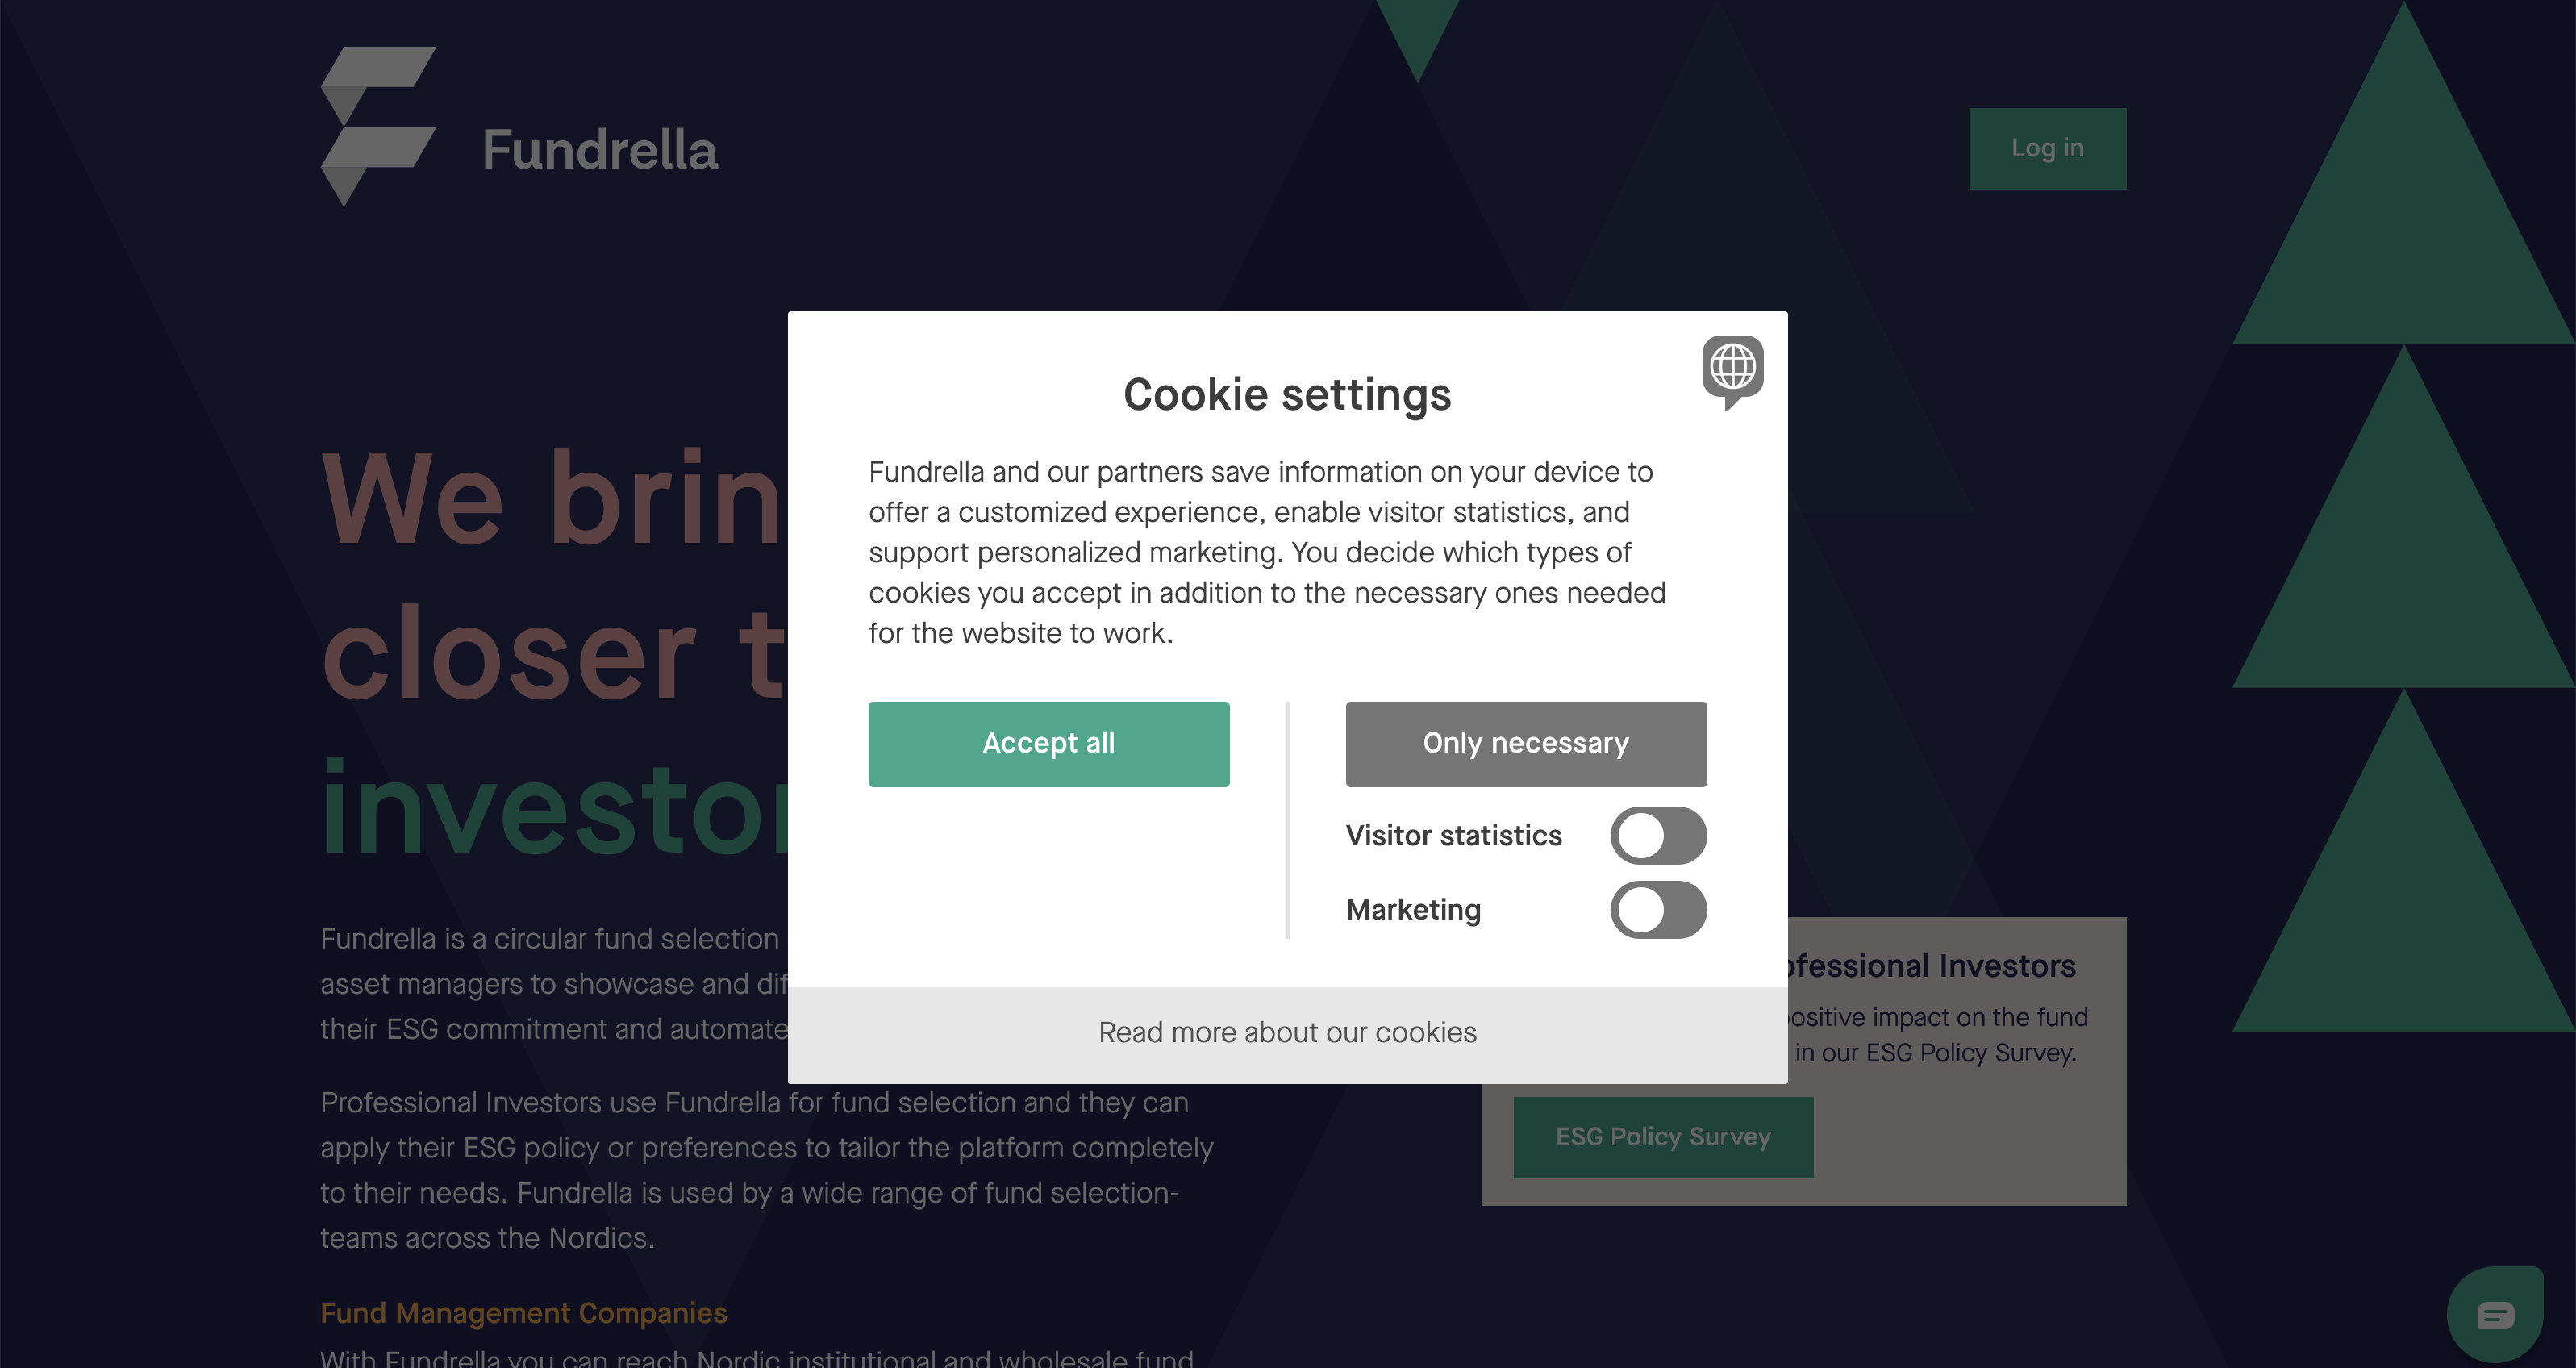 Fundrella
Log in
We brin
closer t
investor
Cookie settings
Fundrella and our partners save information on your device to
offer a customized experience, enable visitor statistics, and
support personalized marketing. You decide which types of
cookies you accept in addition to the necessary ones needed
for the website to work.
Accept all
Only necessary
Visitor statistics
Marketing
Read more about our cookies
Fundrella is a circular fund selection
asset managers to showcase and dif
their ESG commitment and automate
Professional Investors use Fundrella for fund selection and they can
apply their ESG policy or preferences to tailor the platform completely
to their needs. Fundrella is used by a wide range of fund selection-
teams across the Nordics.
Fund Management Companies
With Fundrella you can reach Nordic institutional and wholesale fund
ofessional Investors
ositive impact on the fund
in our ESG Policy Survey.
ESG Policy Survey